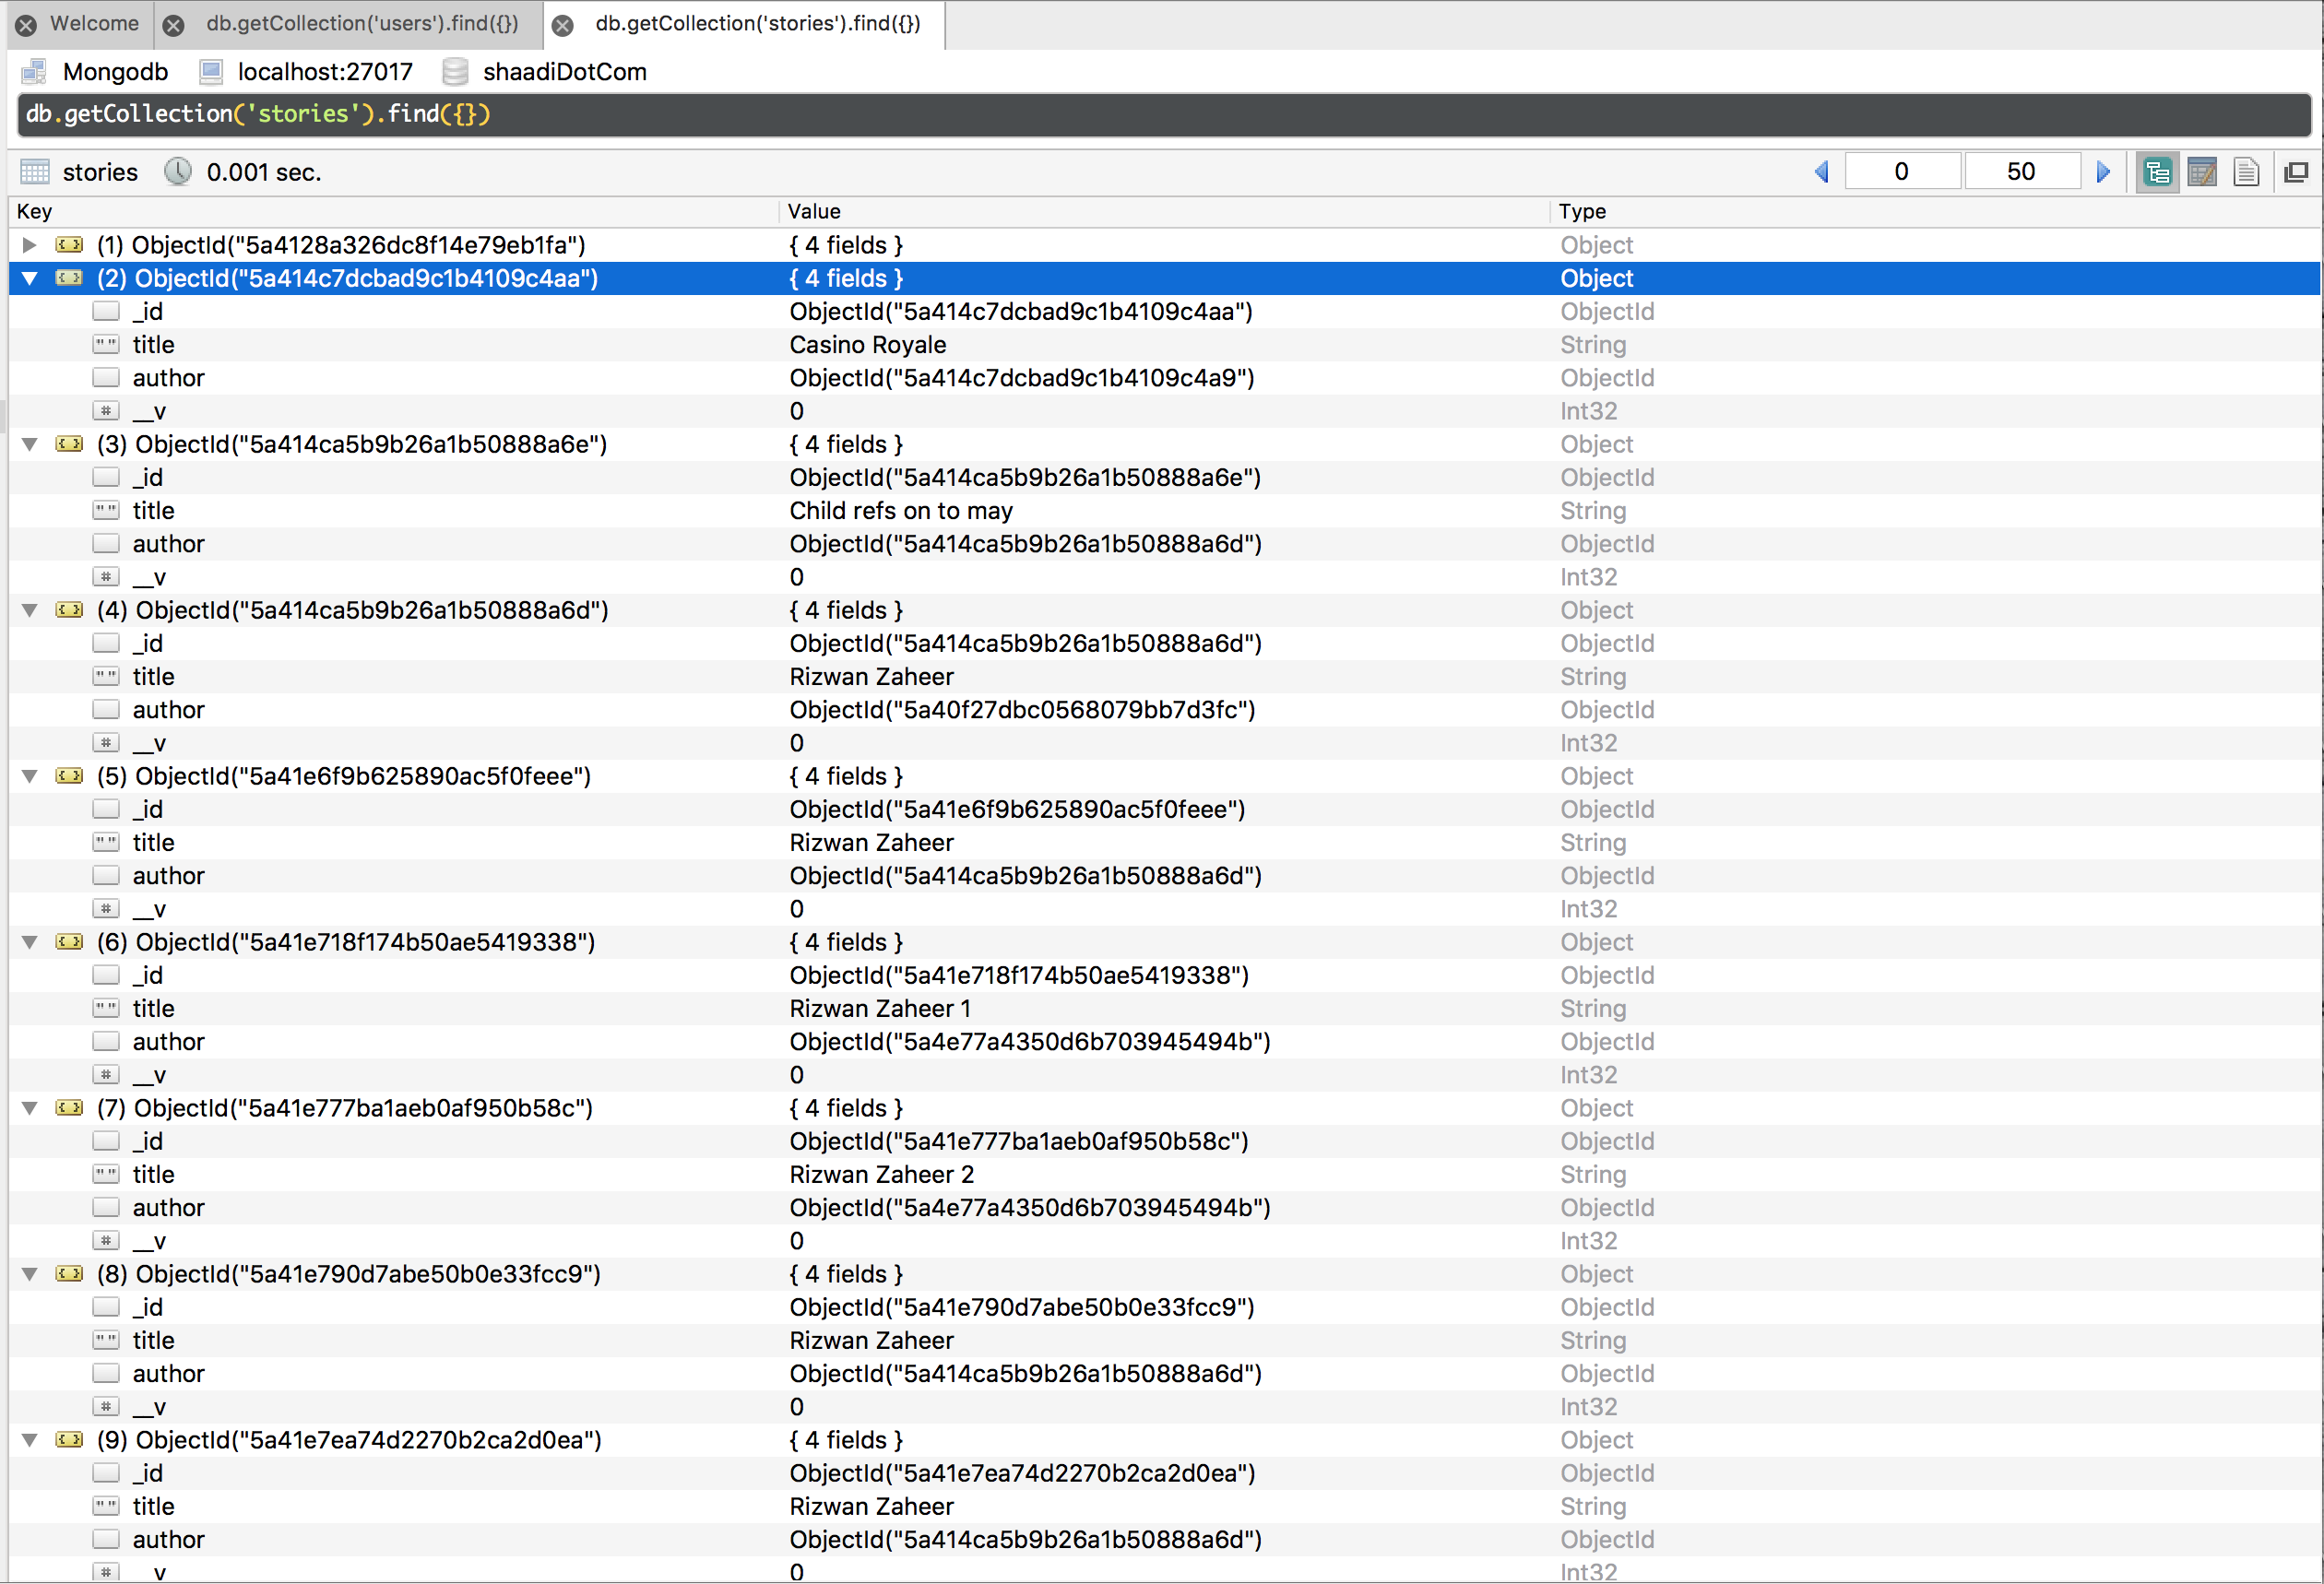 Welcome db.getCollection('users').find({}) db.getCollection('stories').find({})
Mongodb localhost:27017 shaadiDotCom
db.getCollection('stories').find({})
stories 0.001 sec. 0 50
Key Value Type
(1) ObjectId("5a4128a326dc8f14e79eb1fa") { 4 fields } Object
(2) ObjectId("5a414c7dcbad9c1b4109c4aa") { 4 fields } Object
_id ObjectId("5a414c7dcbad9c1b4109c4aa") ObjectId
title Casino Royale String
author ObjectId("5a414c7dcbad9c1b4109c4a9") ObjectId
__v 0 Int32
(3) ObjectId("5a414ca5b9b26a1b50888a6e") { 4 fields } Object
_id ObjectId("5a414ca5b9b26a1b50888a6e") ObjectId
title Child refs on to may String
author ObjectId("5a414ca5b9b26a1b50888a6d") ObjectId
__v 0 Int32
(4) ObjectId("5a414ca5b9b26a1b50888a6d") { 4 fields } Object
_id ObjectId("5a414ca5b9b26a1b50888a6d") ObjectId
title Rizwan Zaheer String
author ObjectId("5a40f27dbc0568079bb7d3fc") ObjectId
__v 0 Int32
(5) ObjectId("5a41e6f9b625890ac5f0feee") { 4 fields } Object
_id ObjectId("5a41e6f9b625890ac5f0feee") ObjectId
title Rizwan Zaheer String
author ObjectId("5a414ca5b9b26a1b50888a6d") ObjectId
__v 0 Int32
(6) ObjectId("5a41e718f174b50ae5419338") { 4 fields } Object
_id ObjectId("5a41e718f174b50ae5419338") ObjectId
title Rizwan Zaheer 1 String
author ObjectId("5a4e77a4350d6b703945494b") ObjectId
__v 0 Int32
(7) ObjectId("5a41e777ba1aeb0af950b58c") { 4 fields } Object
_id ObjectId("5a41e777ba1aeb0af950b58c") ObjectId
title Rizwan Zaheer 2 String
author ObjectId("5a4e77a4350d6b703945494b") ObjectId
__v 0 Int32
(8) ObjectId("5a41e790d7abe50b0e33fcc9") { 4 fields } Object
_id ObjectId("5a41e790d7abe50b0e33fcc9") ObjectId
title Rizwan Zaheer String
author ObjectId("5a414ca5b9b26a1b50888a6d") ObjectId
__v 0 Int32
(9) ObjectId("5a41e7ea74d2270b2ca2d0ea") { 4 fields } Object
_id ObjectId("5a41e7ea74d2270b2ca2d0ea") ObjectId
title Rizwan Zaheer String
author ObjectId("5a414ca5b9b26a1b50888a6d") ObjectId
__v 0 Int32